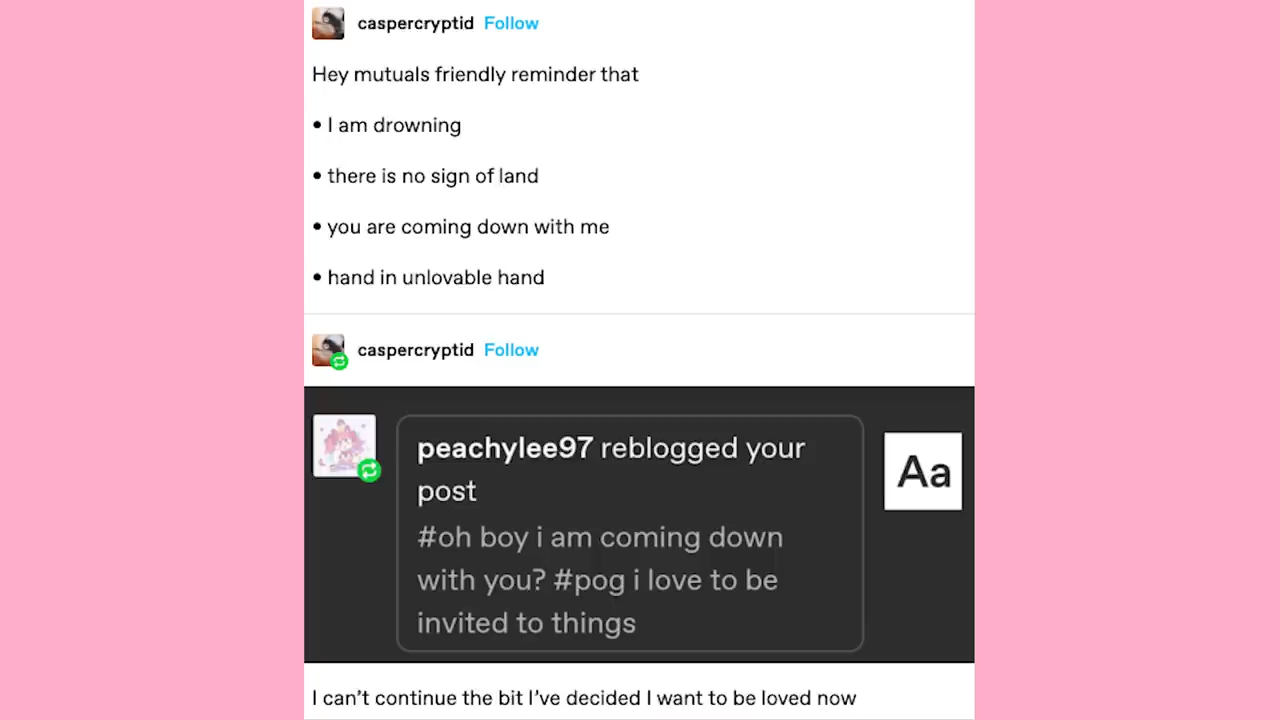 caspercryptid Follow
Hey mutuals friendly reminder that
• I am drowning
• there is no sign of land
• you are coming down with me
• hand in unlovable hand
caspercryptid Follow
peachylee97 reblogged your
post
#oh boy i am coming down
with you? #pog i love to be
invited to things
Aa
I can't continue the bit I've decided I want to be loved now